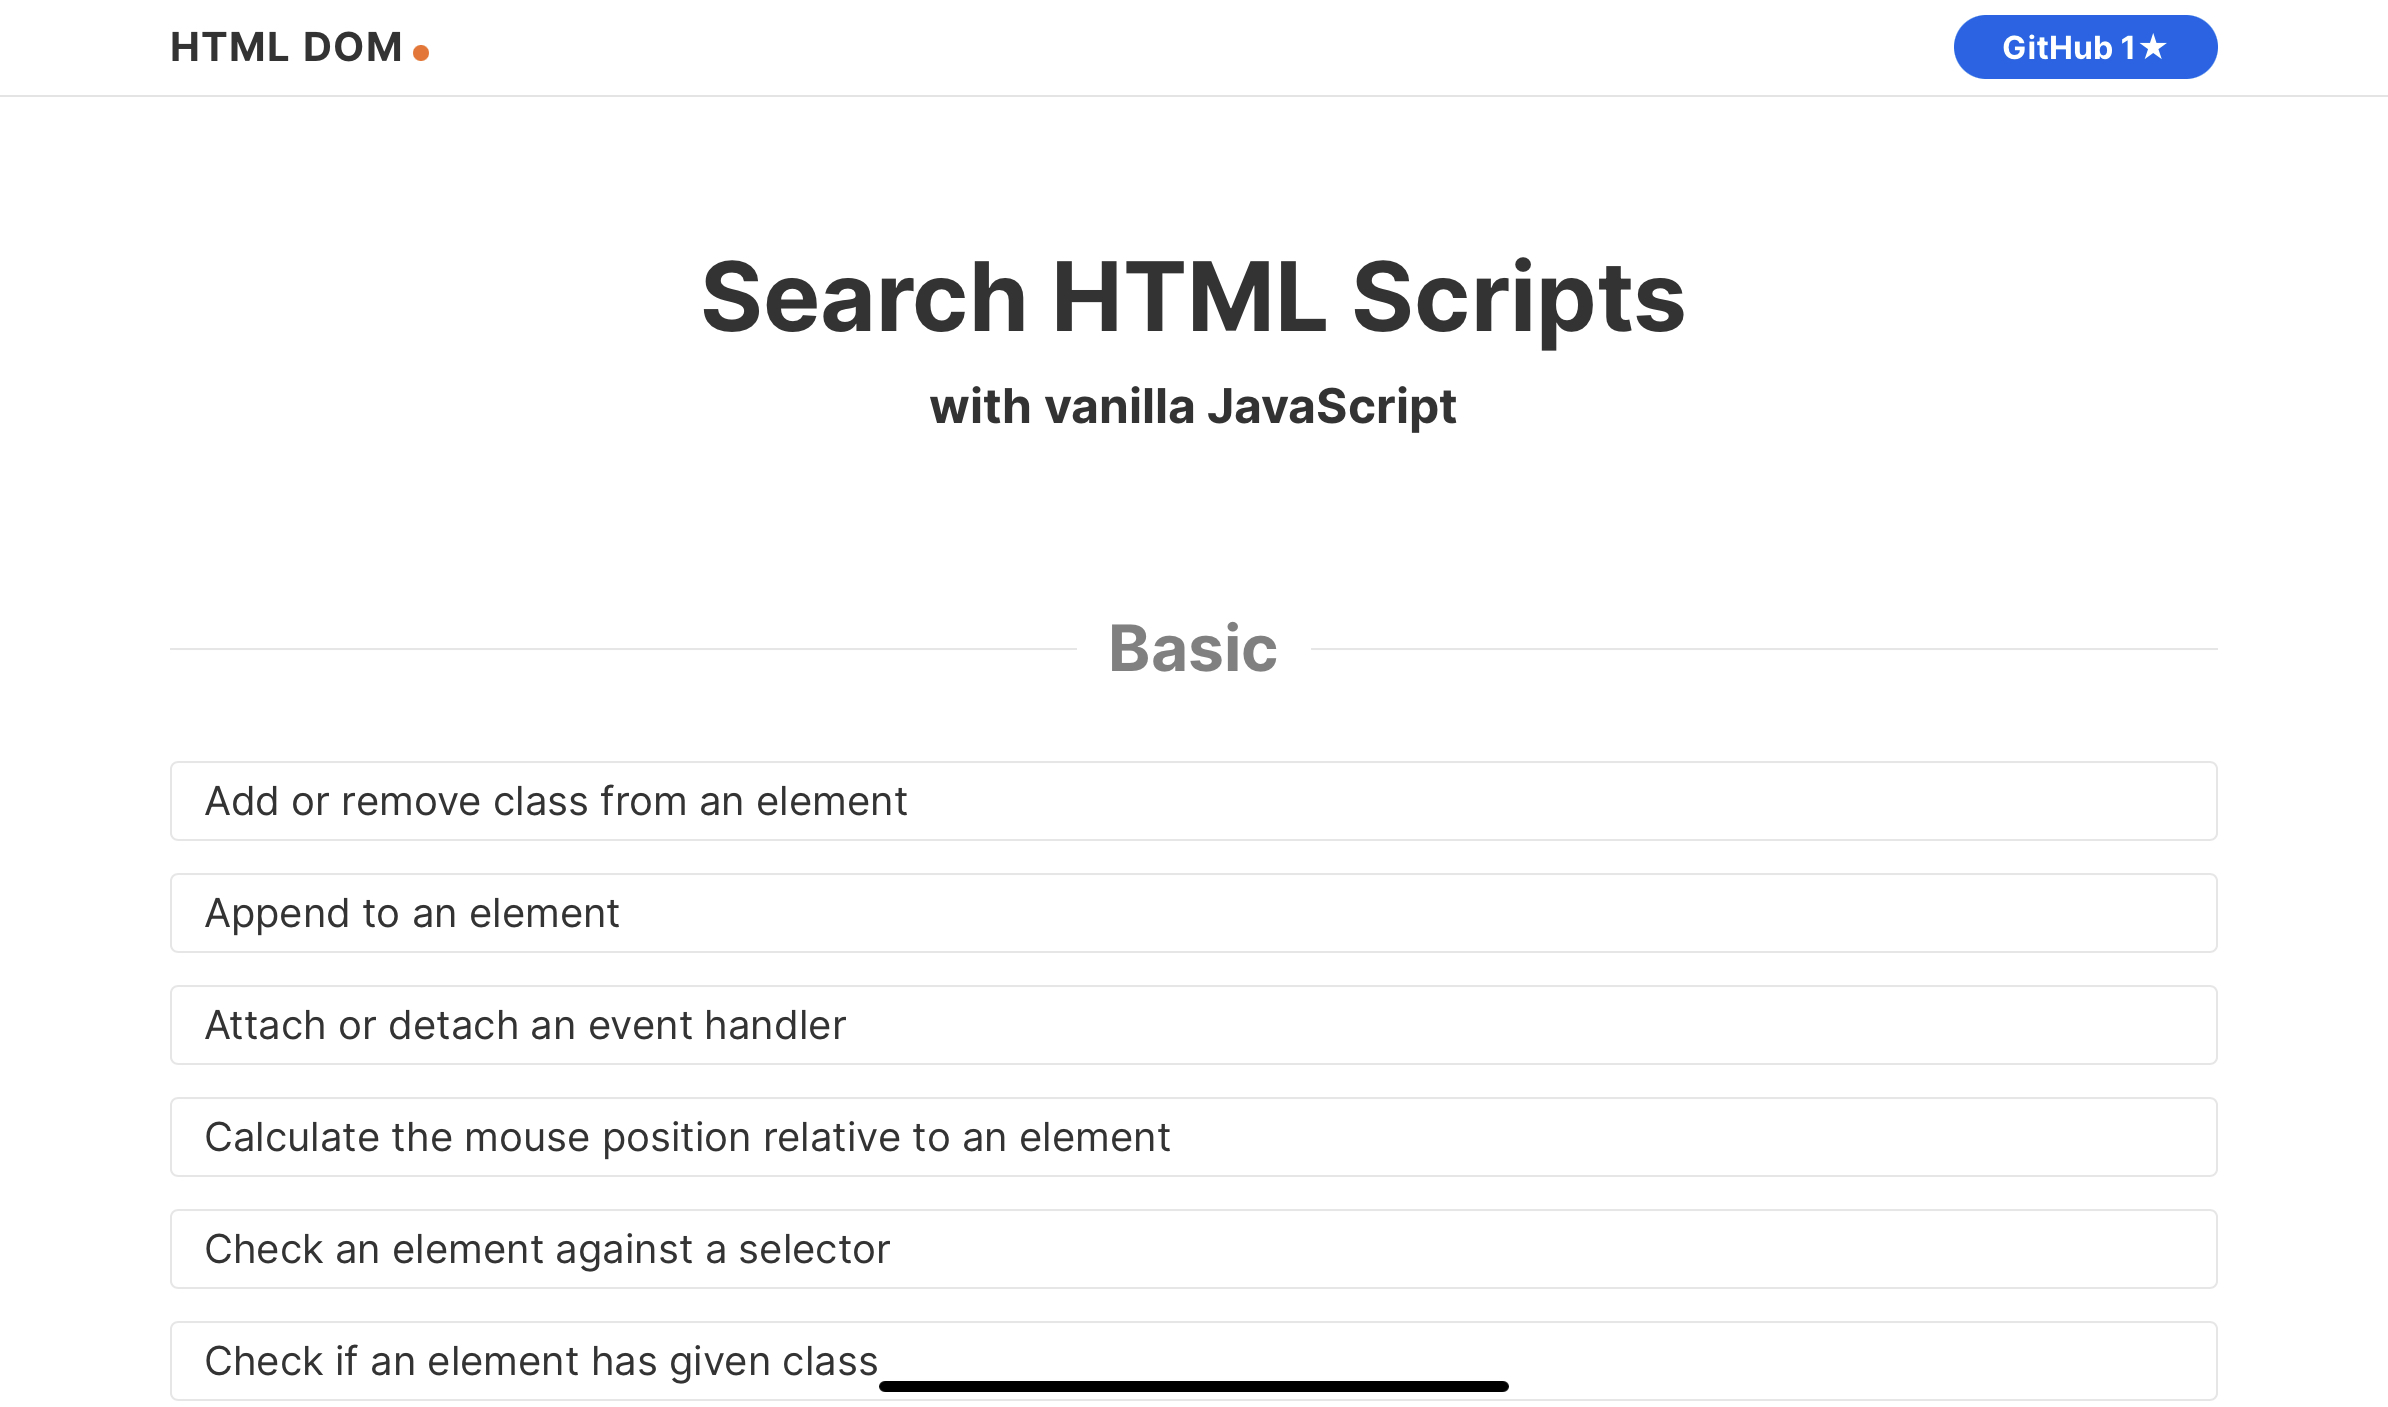 HTML DOM
GitHub 1★
Search HTML Scripts
with vanilla JavaScript
Basic
Add or remove class from an element
Append to an element
Attach or detach an event handler
Calculate the mouse position relative to an element
Check an element against a selector
Check if an element has given class